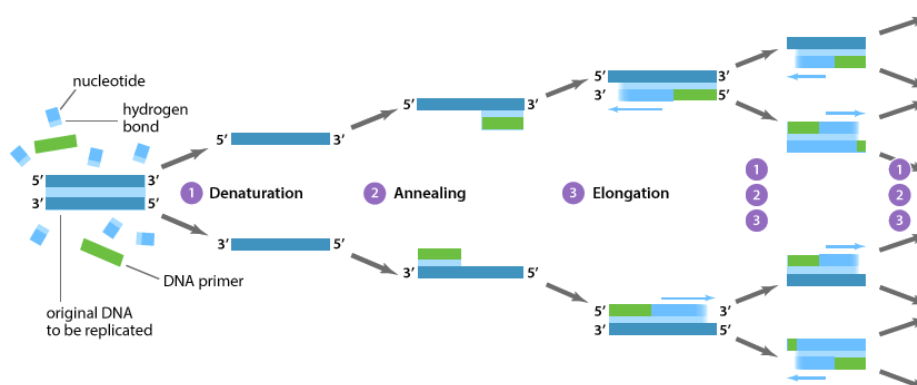 nucleotide
hydrogen
bond
5′ 3′
3′ 5′
DNA primer
original DNA
to be replicated
5′ 3′
1 Denaturation
3′ 5′
5′ 3′
2 Annealing
3′ 5′
5′ 3′
3′ 5′
3 Elongation
5′ 3′
3′ 5′
1
2
3
1
2
3